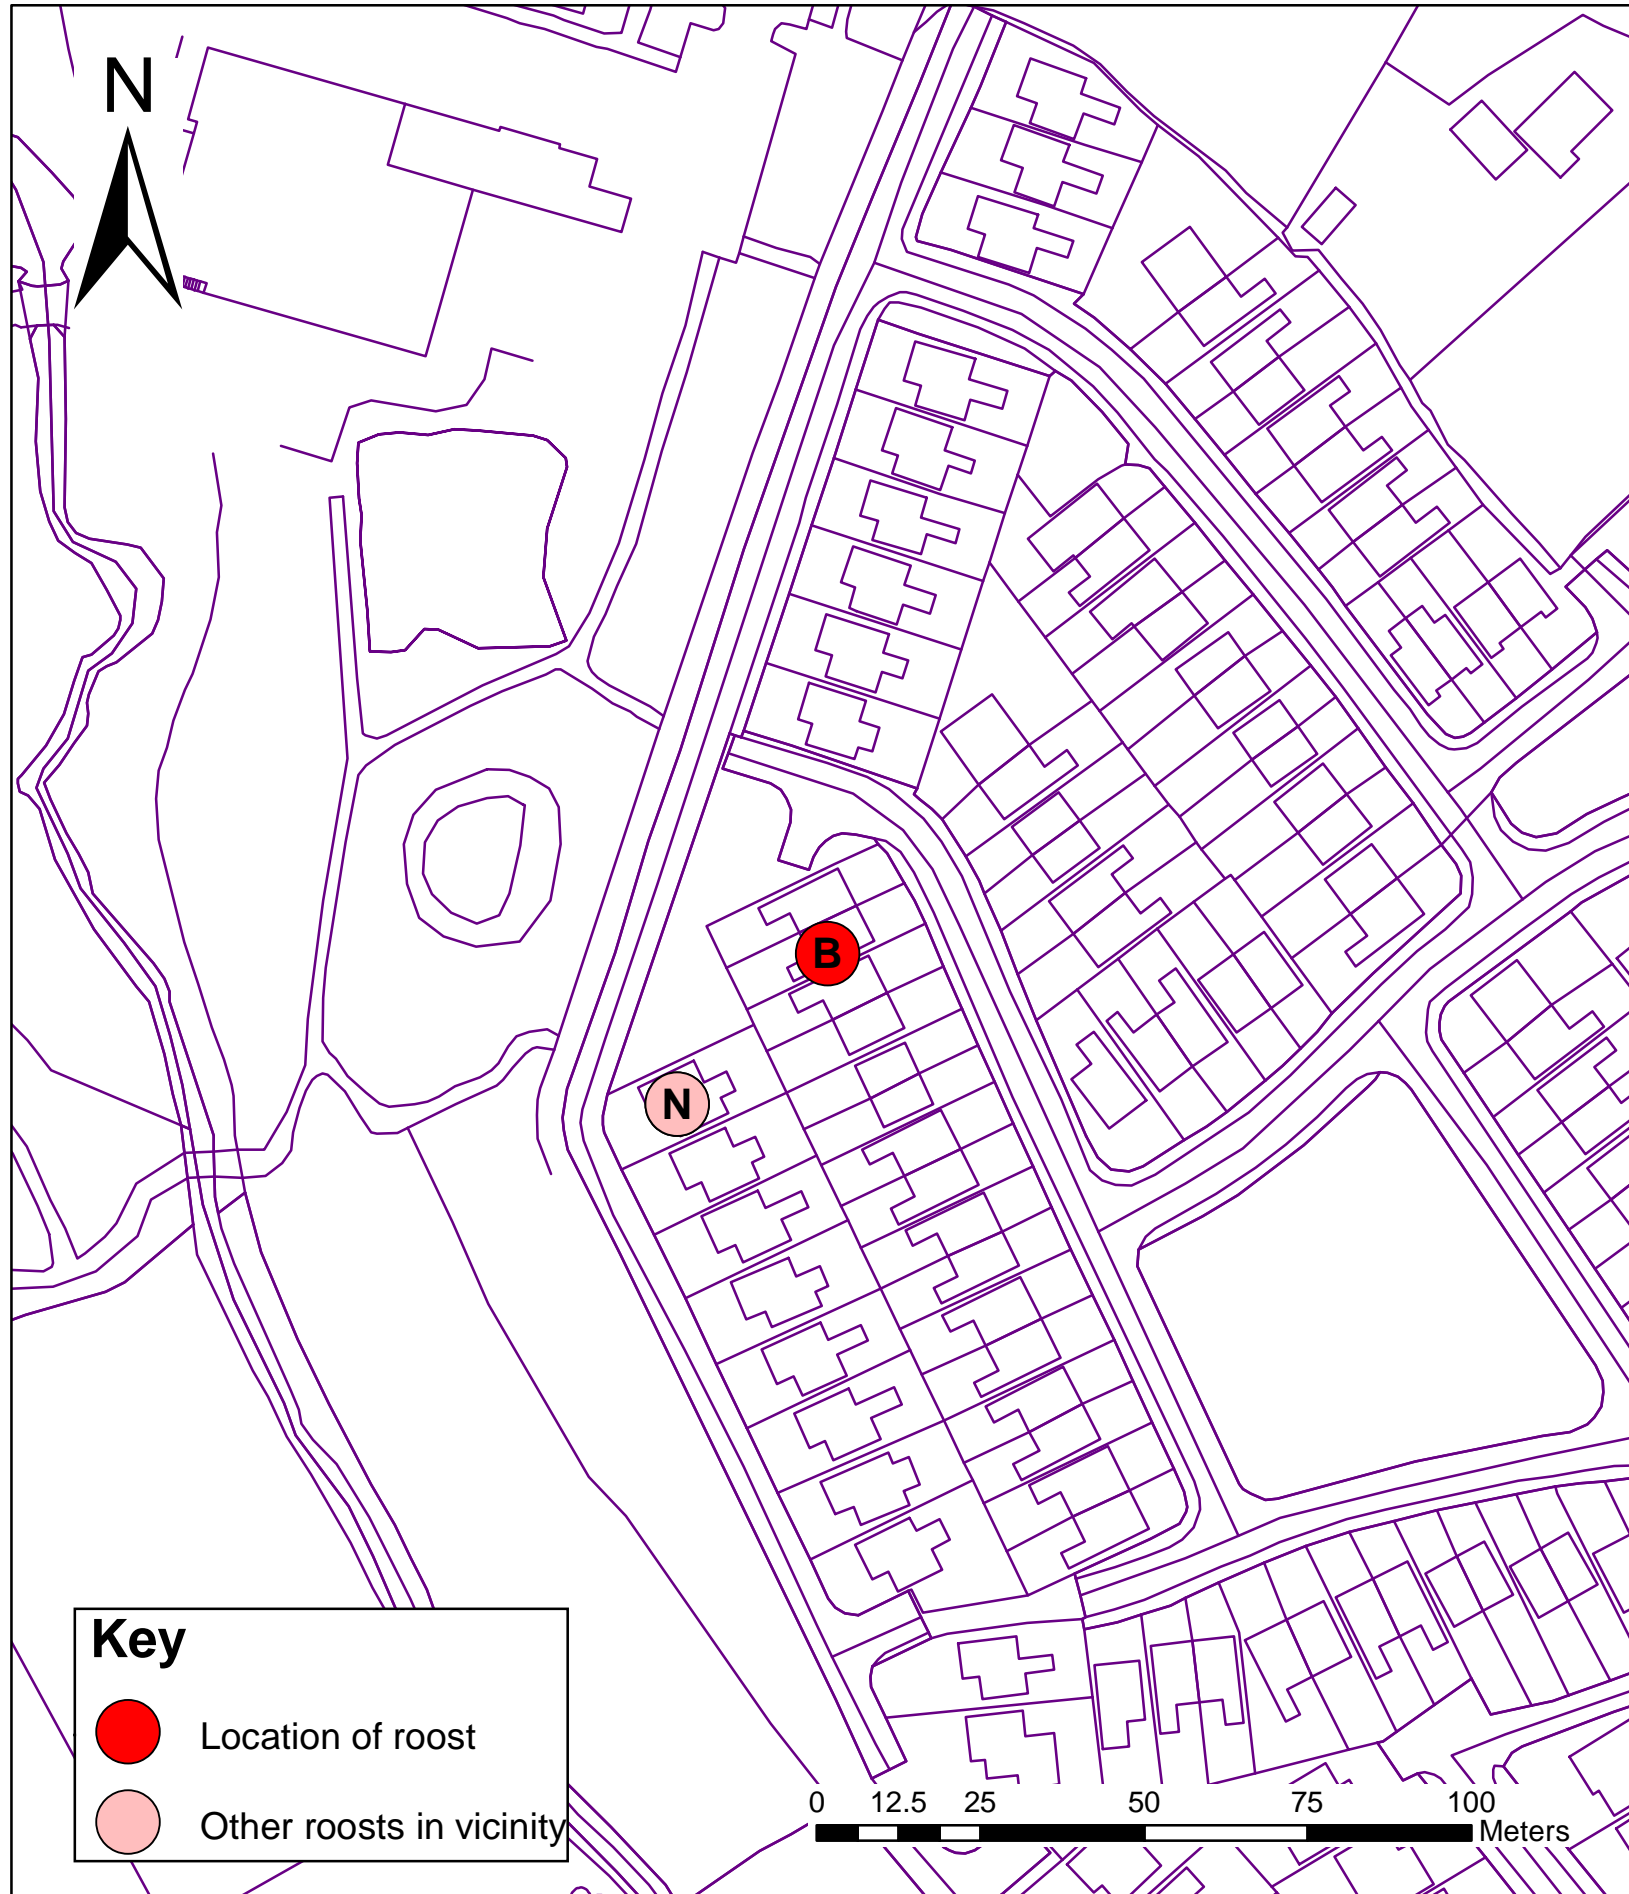 N
B
N
Key
Location of roost
Other roosts in vicinity
0 12.5 25 50 75 100
Meters